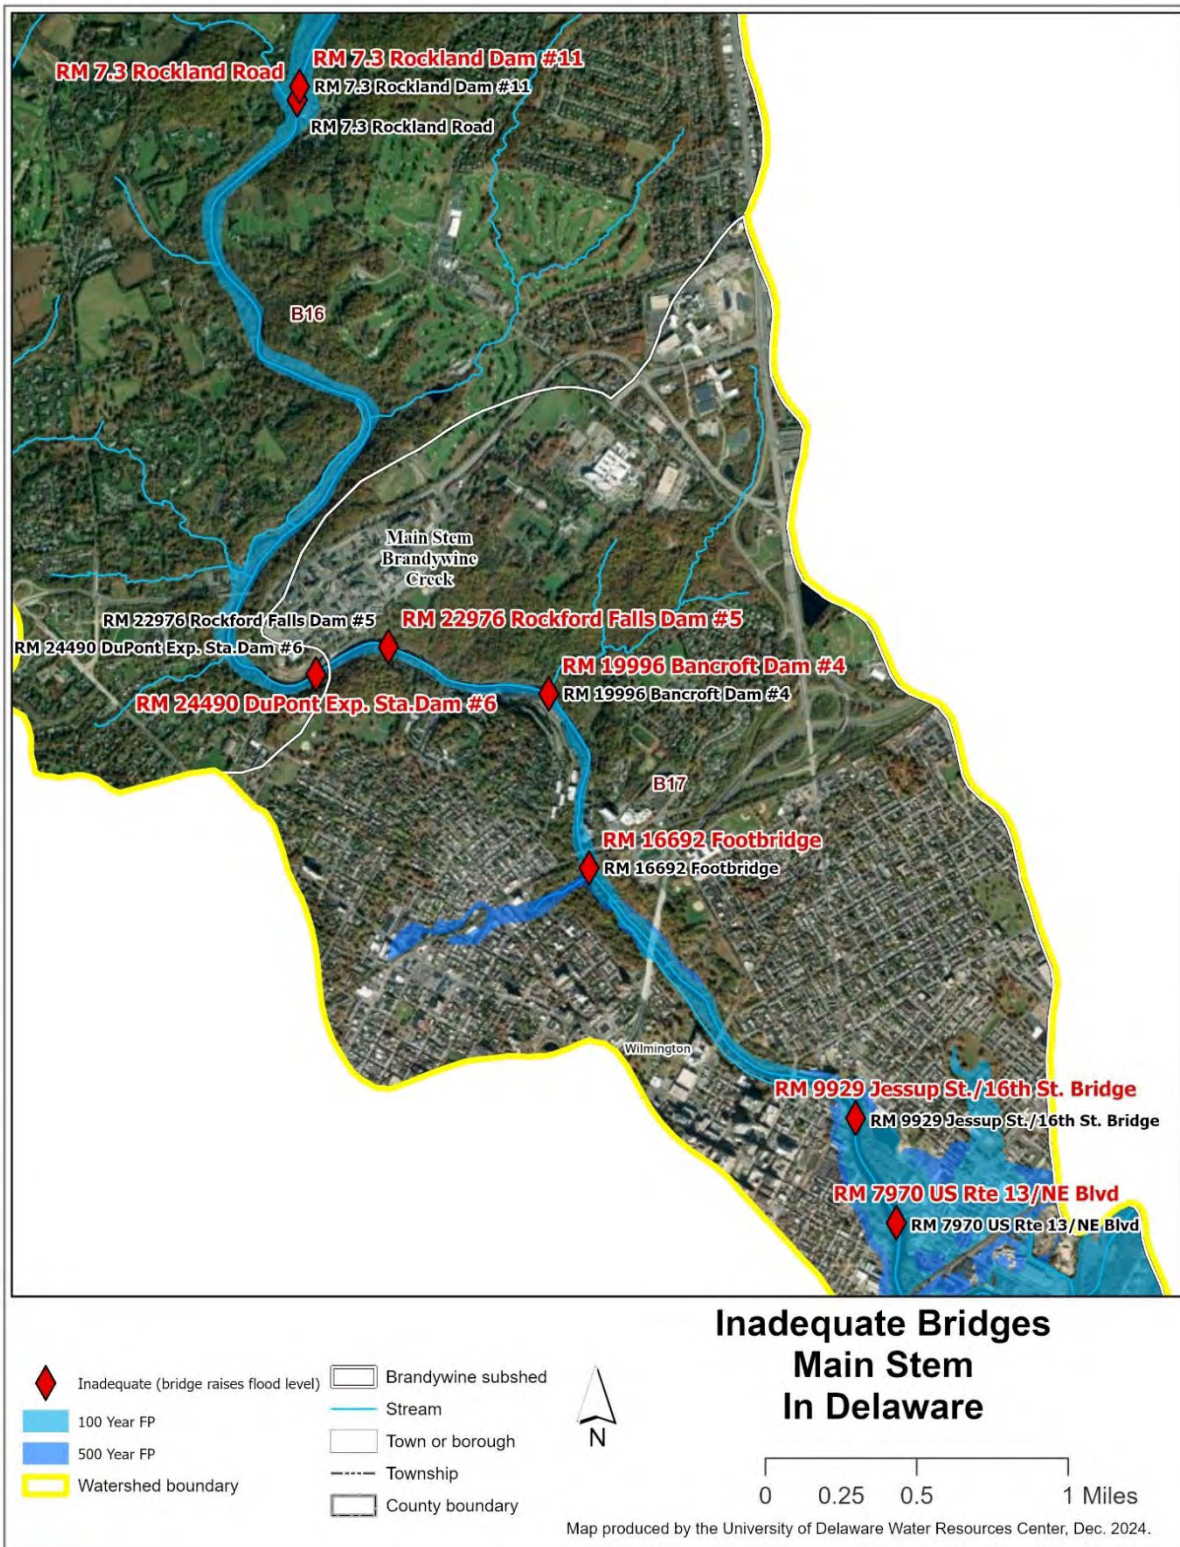 RM 7.3 Rockland Dam #11
RM 7.3 Rockland Road
RM 7.3 Rockland Dam #11
RM 7.3 Rockland Road
B16
Main Stem
Brandywine
Creek
RM 22976 Rockford Falls Dam #5
RM 22976 Rockford Falls Dam #5
RM 24490 DuPont Exp. Sta.Dam #6
RM 24490 DuPont Exp. Sta.Dam #6
RM 19996 Bancroft Dam #4
RM 19996 Bancroft Dam #4
B17
RM 16692 Footbridge
RM 16692 Footbridge
Wilmington
RM 9929 Jessup St./16th St. Bridge
RM 9929 Jessup St./16th St. Bridge
RM 7970 US Rte 13/NE Blvd
RM 7970 US Rte 13/NE Blvd
Inadequate Bridges
Main Stem
In Delaware
Inadequate (bridge raises flood level)
100 Year FP
500 Year FP
Watershed boundary
Brandywine subshed
Stream
Town or borough
Township
County boundary
N
0 0.25 0.5 1 Miles
Map produced by the University of Delaware Water Resources Center, Dec. 2024.